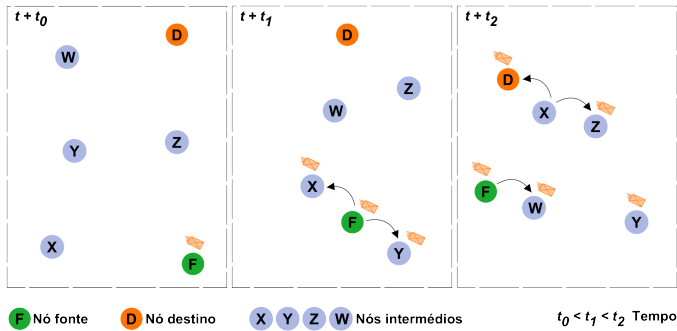 t + t0
D
W
Y
Z
X
F
t + t1
D
Z
W
X
F
Y
t + t2
D
X
Z
F
W
Y
F Nó fonte
D Nó destino
X Y Z W Nós intermédios
t0 < t1 < t2 Tempo